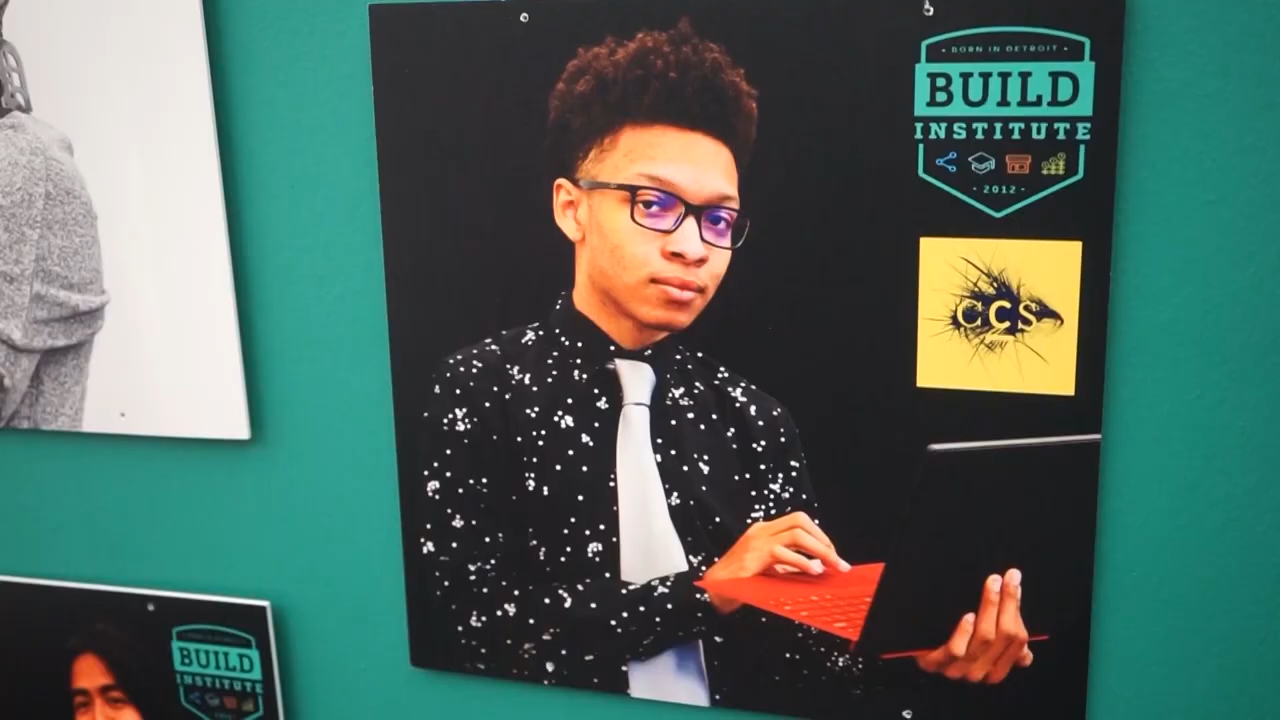 - BORN IN DETROIT -
BUILD
INSTITUTE
- 2012 -
CCS
BUILD
INSTITUTE